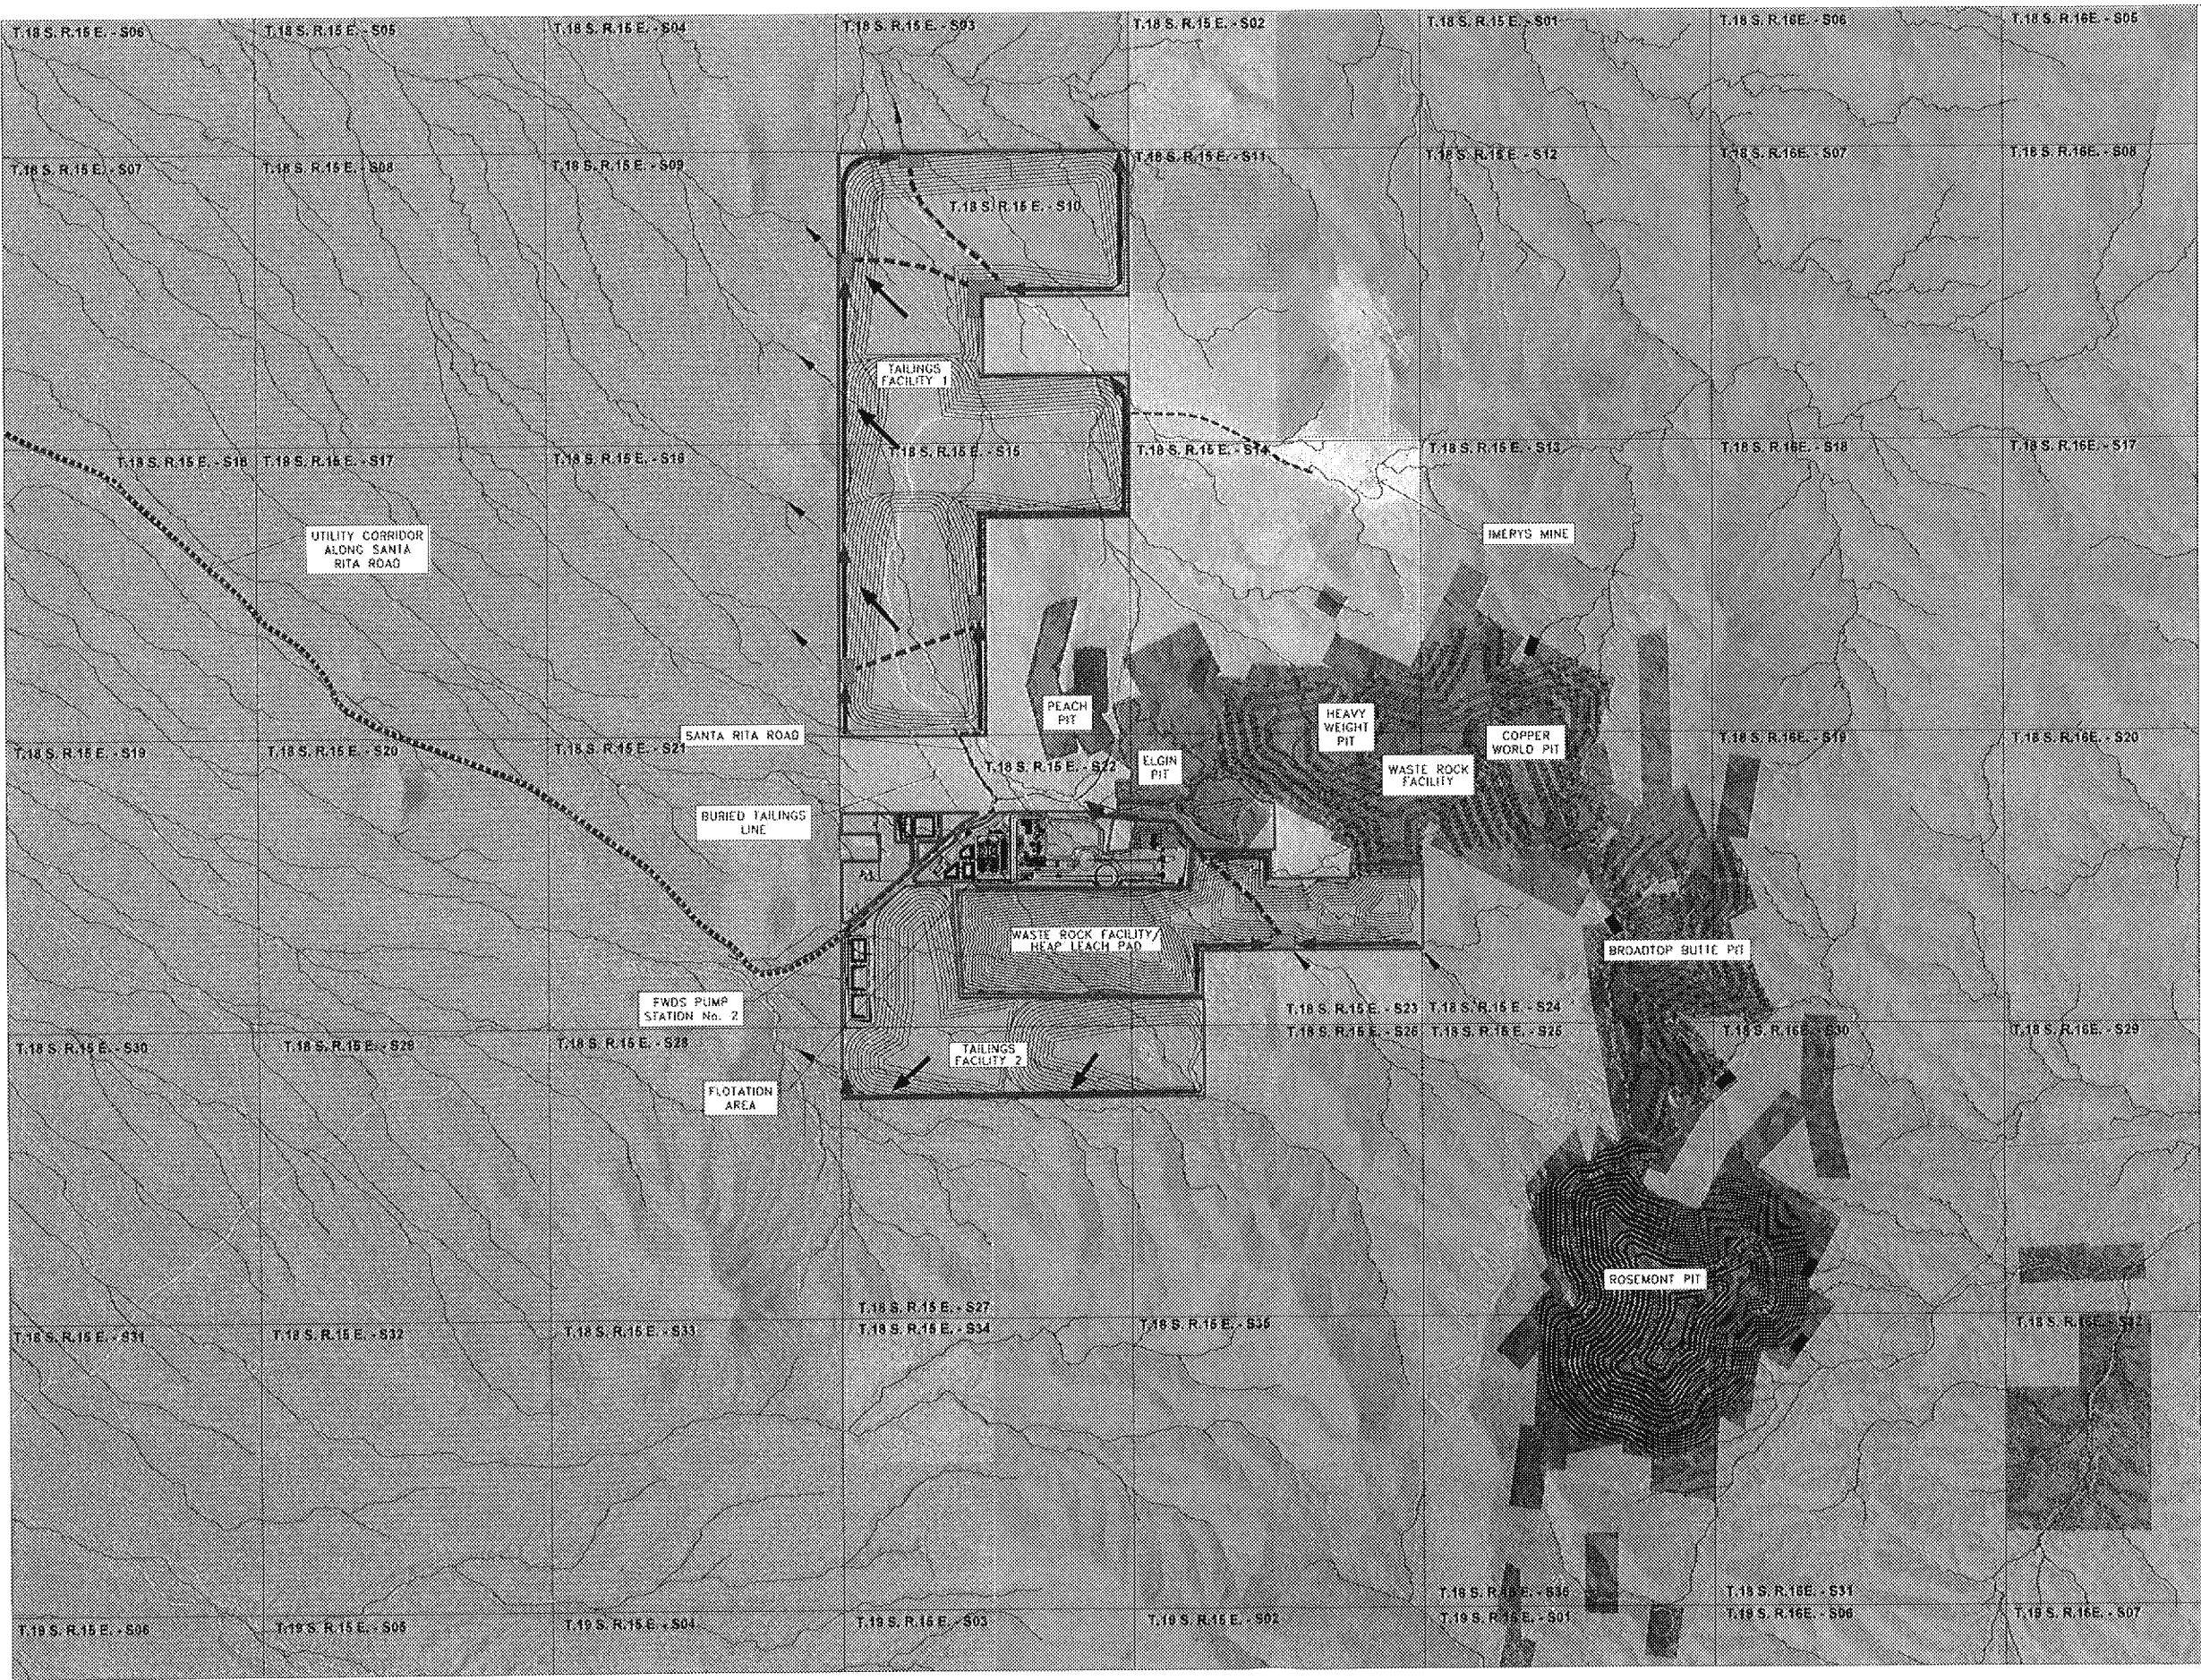 T.18 S. R.15 E. - S06
T.18 S. R.15 E. - S05
T.18 S. R.15 E. - S04
T.18 S. R.15 E. - S03
T.18 S. R.15 E. - S02
T.18 S. R.15 E. - S01
T.18 S. R.16E. - S06
T.18 S. R.16E. - S05
T.18 S. R.15 E. - S07
T.18 S. R.15 E. - S08
T.18 S. R.15 E. - S09
T.18 S. R.15 E. - S10
T.18 S. R.15 E. - S11
T.18 S. R.15 E. - S12
T.18 S. R.16E. - S07
T.18 S. R.16E. - S08
TAILINGS
FACILITY 1
T.18 S. R.15 E. - S18
T.18 S. R.15 E. - S17
T.18 S. R.15 E. - S16
T.18 S. R.15 E. - S15
T.18 S. R.15 E. - S14
T.18 S. R.15 E. - S13
T.18 S. R.16E. - S18
T.18 S. R.16E. - S17
UTILITY CORRIDOR
ALONG SANTA
RITA ROAD
IMERYS MINE
PEACH
PIT
HEAVY
WEIGHT
PIT
COPPER
WORLD PIT
SANTA RITA ROAD
T.18 S. R.15 E. - S19
T.18 S. R.15 E. - S20
T.18 S. R.15 E. - S21
T.18 S. R.15 E. - S22
T.18 S. R.16E. - S19
T.18 S. R.16E. - S20
ELGIN
PIT
WASTE ROCK
FACILITY
BURIED TAILINGS
LINE
WASTE ROCK FACILITY/
HEAP LEACH PAD
BROADTOP BUTTE PIT
FWDS PUMP
STATION No. 2
T.18 S. R.15 E. - S23
T.18 S. R.15 E. - S24
T.18 S. R.15 E. - S30
T.18 S. R.15 E. - S29
T.18 S. R.15 E. - S28
T.18 S. R.15 E. - S26
T.18 S. R.15 E. - S25
T.18 S. R.16E. - S30
T.18 S. R.16E. - S29
TAILINGS
FACILITY 2
FLOTATION
AREA
ROSEMONT PIT
T.18 S. R.15 E. - S27
T.18 S. R.15 E. - S31
T.18 S. R.15 E. - S32
T.18 S. R.15 E. - S33
T.18 S. R.15 E. - S34
T.18 S. R.15 E. - S35
T.18 S. R.16E. - S32
T.18 S. R.15 E. - S36
T.18 S. R.16E. - S31
T.19 S. R.15 E. - S06
T.19 S. R.15 E. - S05
T.19 S. R.15 E. - S04
T.19 S. R.15 E. - S03
T.19 S. R.15 E. - S02
T.19 S. R.15 E. - S01
T.19 S. R.16E. - S06
T.19 S. R.16E. - S07